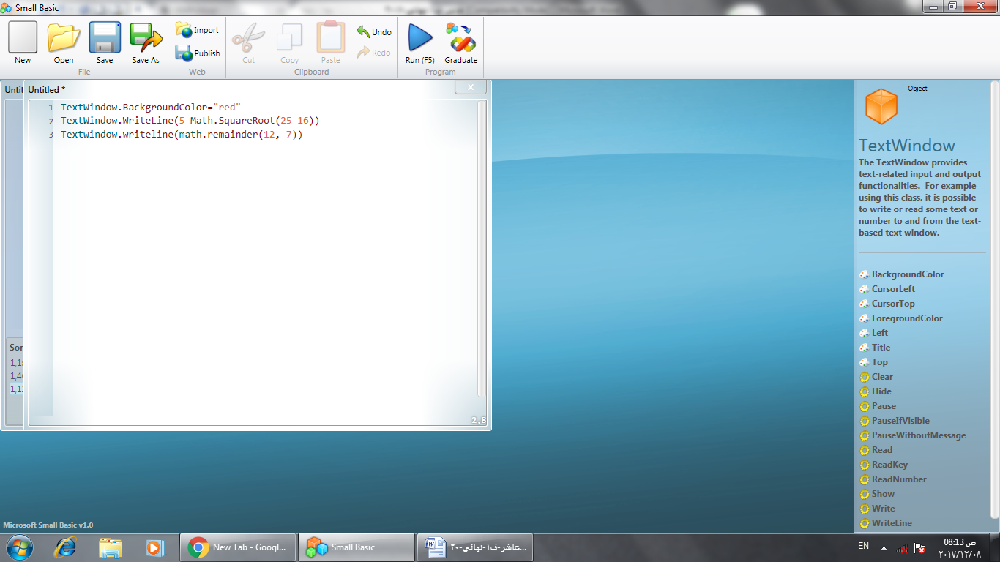 Small Basic
New
Open
Save
Save As
File
Import
Publish
Web
Cut
Copy
Paste
Undo
Redo
Clipboard
Run (F5)
Graduate
Program
Untit
Untitled *
1 TextWindow.BackgroundColor="red"
2 TextWindow.WriteLine(5-Math.SquareRoot(25-16))
3 Textwindow.writeline(math.remainder(12, 7))
Sor
1,1
1,4
1,12
2,8
Object
TextWindow
The TextWindow provides
text-related input and output
functionalities. For example
using this class, it is possible
to write or read some text or
number to and from the text-
based text window.
BackgroundColor
CursorLeft
CursorTop
ForegroundColor
Left
Title
Top
Clear
Hide
Pause
PauseIfVisible
PauseWithoutMessage
Read
ReadKey
ReadNumber
Show
Write
WriteLine
Microsoft Small Basic v1.0
New Tab - Googl...
Small Basic
عاشر-ف١-نهائي-٢٠...
EN
08:13 ص
٢٠١٧/١٢/٠٨